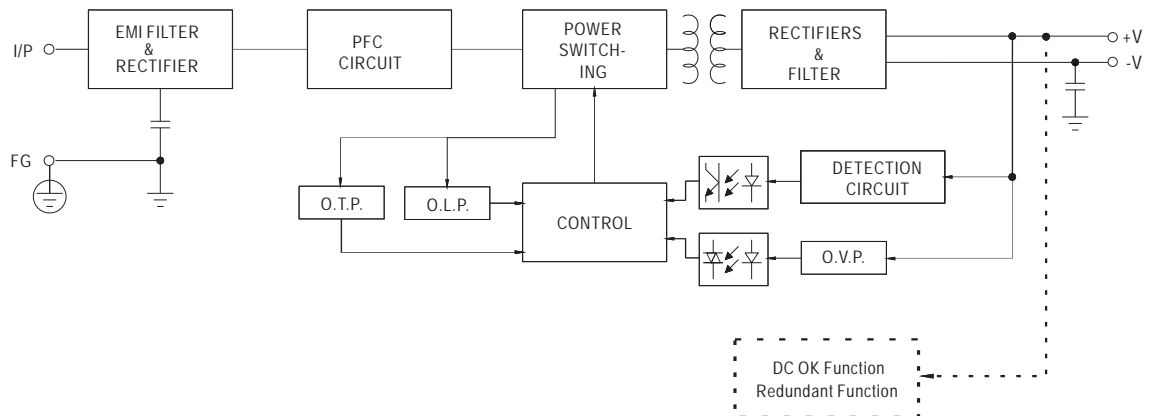 I/P
EMI FILTER
&
RECTIFIER
PFC
CIRCUIT
POWER
SWITCH-
ING
RECTIFIERS
&
FILTER
+V
-V
FG
O.T.P.
O.L.P.
CONTROL
DETECTION
CIRCUIT
O.V.P.
DC OK Function
Redundant Function